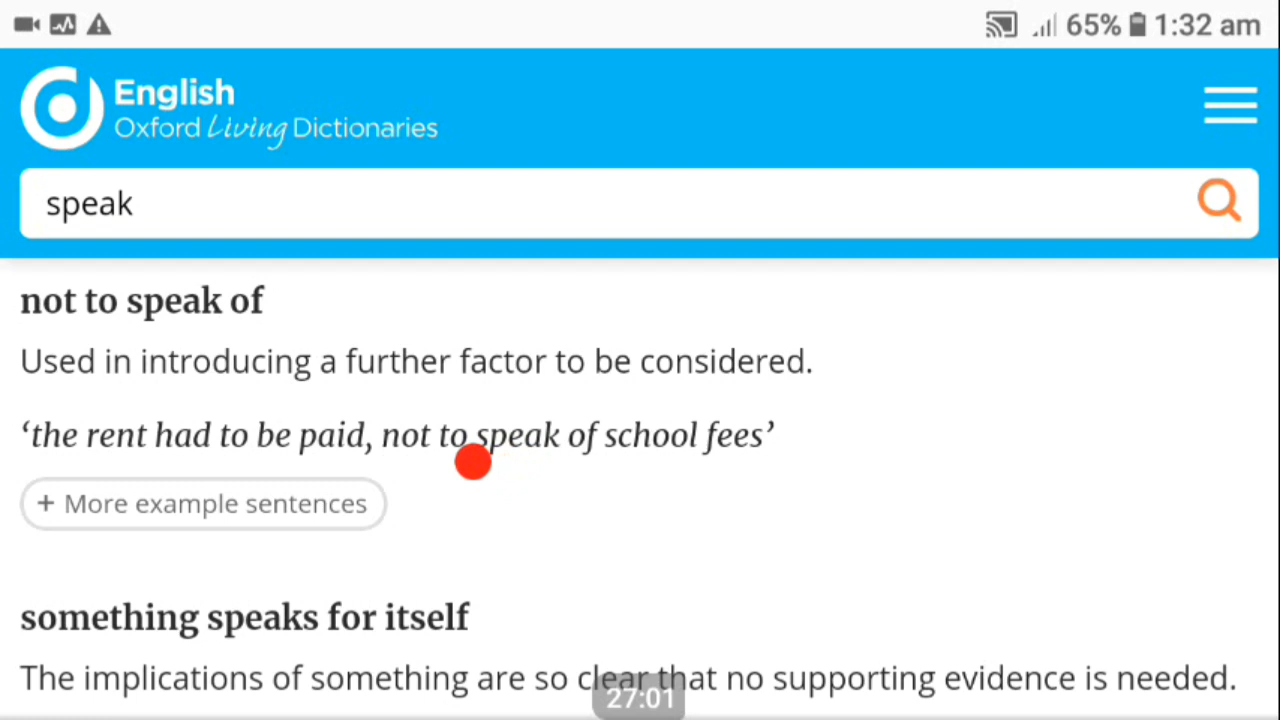 65% 1:32 am
English
Oxford Living Dictionaries
speak
not to speak of
Used in introducing a further factor to be considered.
‘the rent had to be paid, not to speak of school fees’
+ More example sentences
something speaks for itself
The implications of something are so clear that no supporting evidence is needed.
27:01